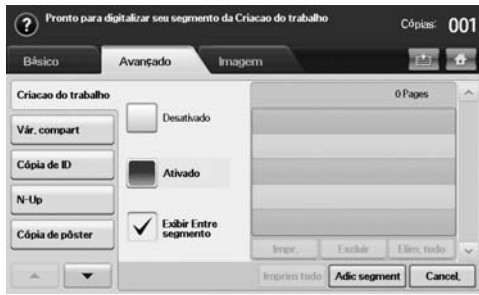 Pronto para digitalizar seu segmento da Criacao do trabalho
Cópias: 001
Básico
Avançado
Imagem
Criacao do trabalho
Vár. compart
Cópia de ID
N-Up
Cópia de pôster
Desativado
Ativado
Exibir Entre
segmento
0 Pages
Impr.
Excluir
Elim. tudo
Imprim tudo
Adic segment
Cancel.